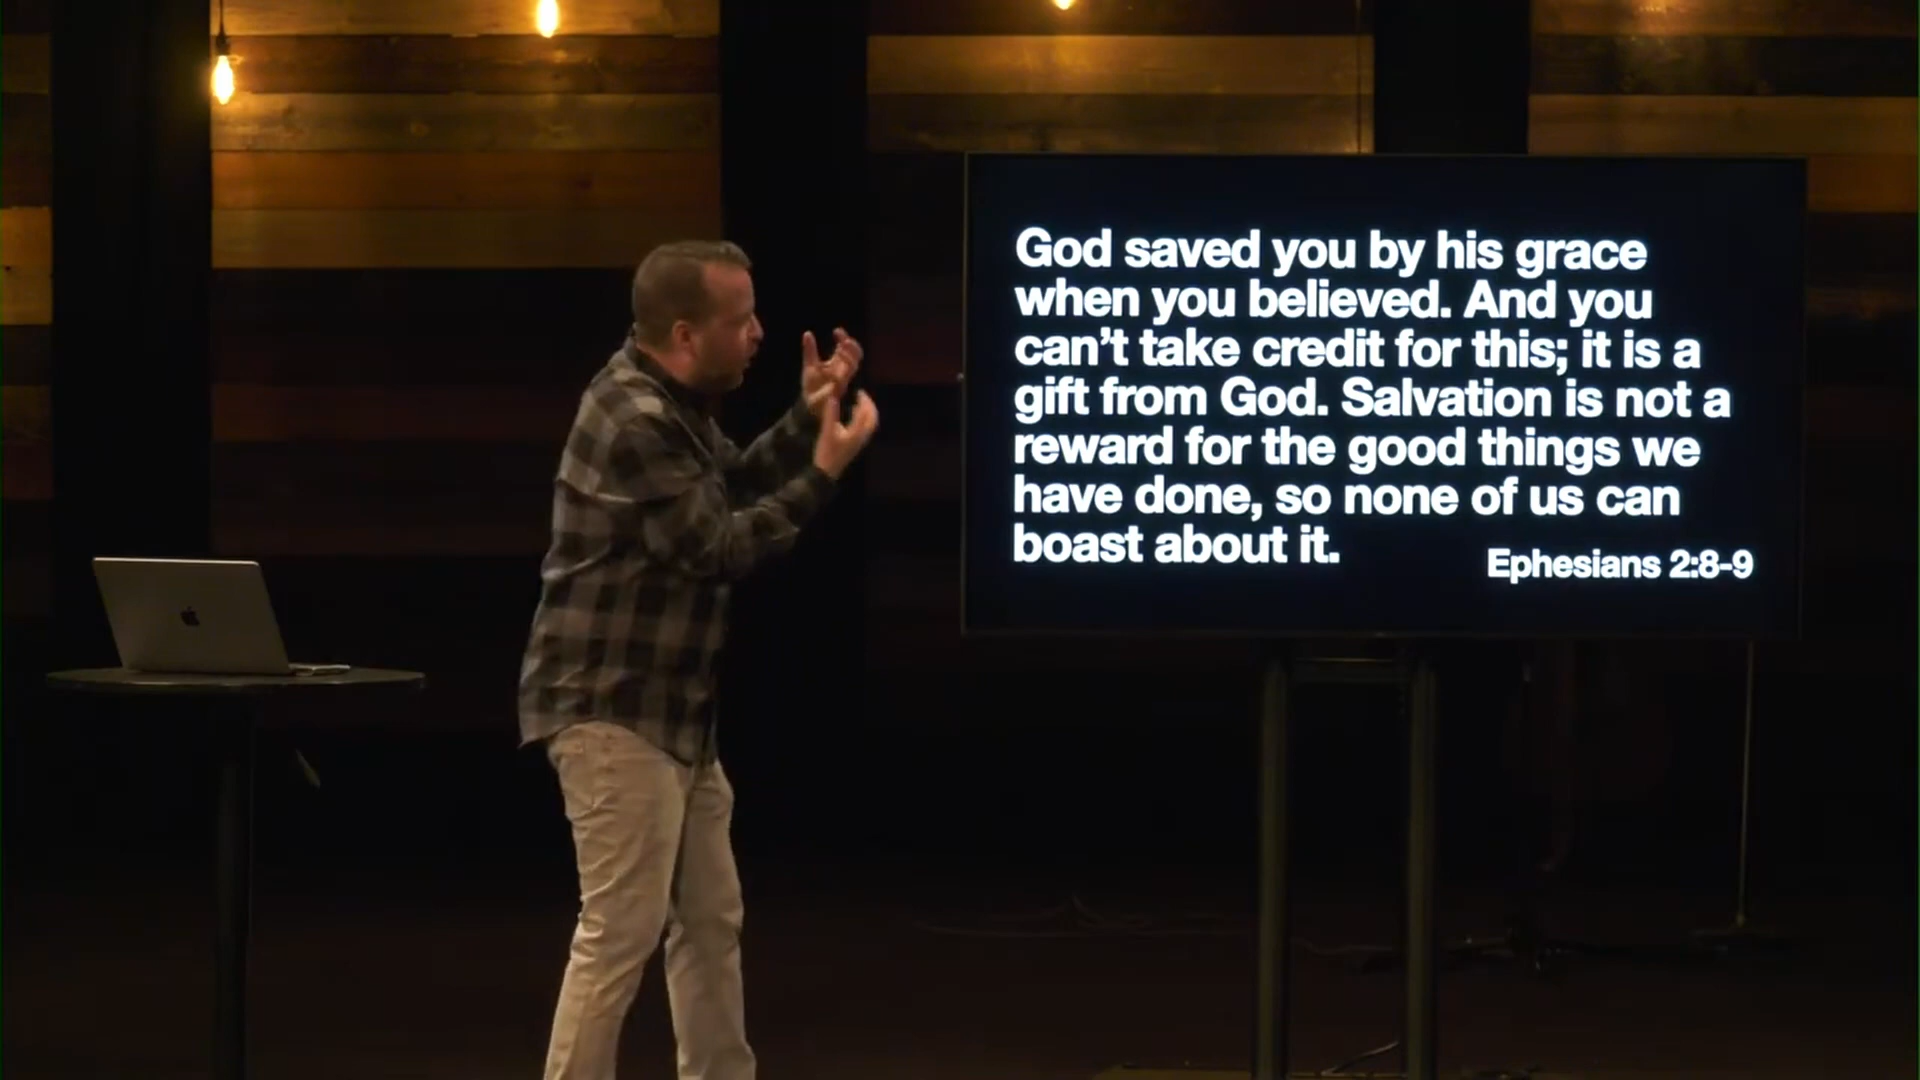 God saved you by his grace
when you believed. And you
can’t take credit for this; it is a
gift from God. Salvation is not a
reward for the good things we
have done, so none of us can
boast about it.
Ephesians 2:8-9